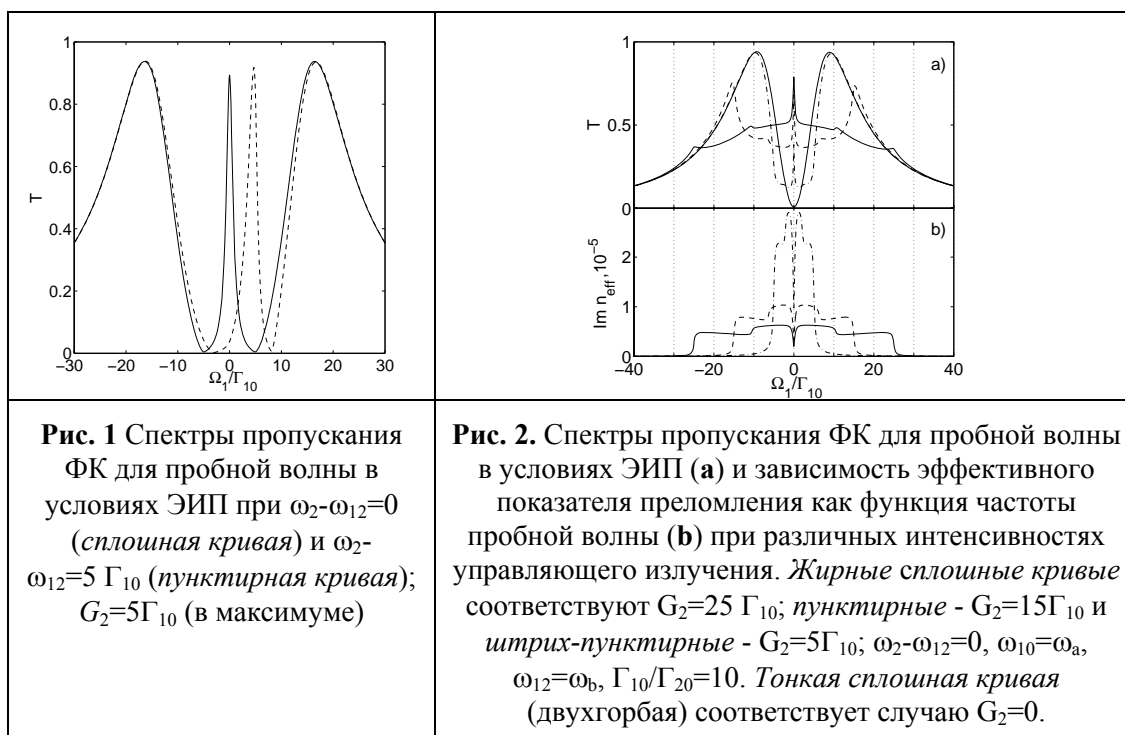 1
0.8
0.6
0.4
0.2
0
T
−30
−20
−10
0
10
20
30
Ω1/Γ10
1
0.5
0
T
a)
2
1
0
Im neff,10−5
b)
−40
−20
0
20
40
Ω1/Γ10
Рис. 1 Спектры пропускания
ФК для пробной волны в
условиях ЭИП при ω2-ω12=0
(сплошная кривая) и ω2-
ω12=5 Γ10 (пунктирная кривая);
G2=5Γ10 (в максимуме)
Рис. 2. Спектры пропускания ФК для пробной волны
в условиях ЭИП (a) и зависимость эффективного
показателя преломления как функция частоты
пробной волны (b) при различных интенсивностях
управляющего излучения. Жирные сплошные кривые
соответствуют G2=25 Γ10; пунктирные - G2=15Γ10 и
штрих-пунктирные - G2=5Γ10; ω2-ω12=0, ω10=ωa,
ω12=ωb, Γ10/Γ20=10. Тонкая сплошная кривая
(двухгорбая) соответствует случаю G2=0.